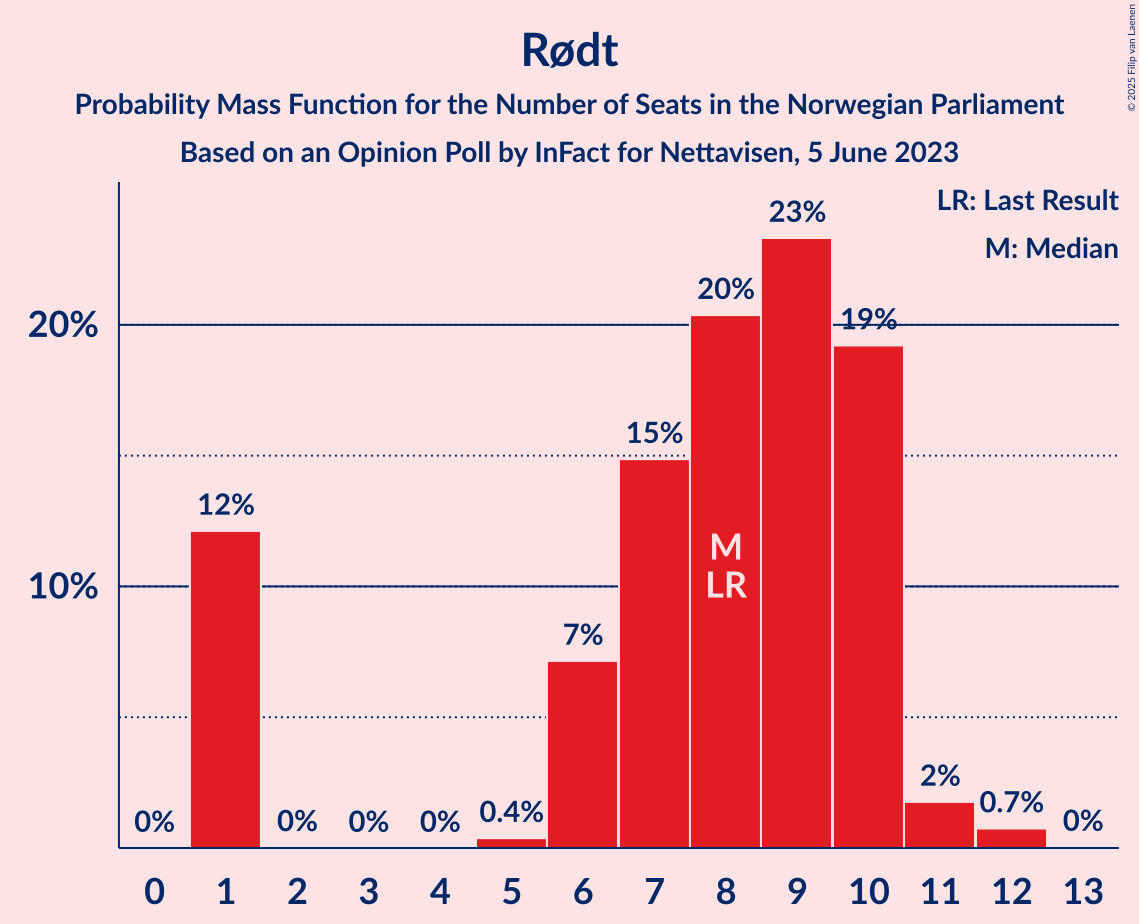 Rødt
Probability Mass Function for the Number of Seats in the Norwegian Parliament
Based on an Opinion Poll by InFact for Nettavisen, 5 June 2023
© 2025 Filip van Laenen
LR: Last Result
M: Median
20%
10%
0%
12%
0%
0%
0%
0.4%
7%
15%
20%
23%
19%
2%
0.7%
0%
M
LR
0 1 2 3 4 5 6 7 8 9 10 11 12 13